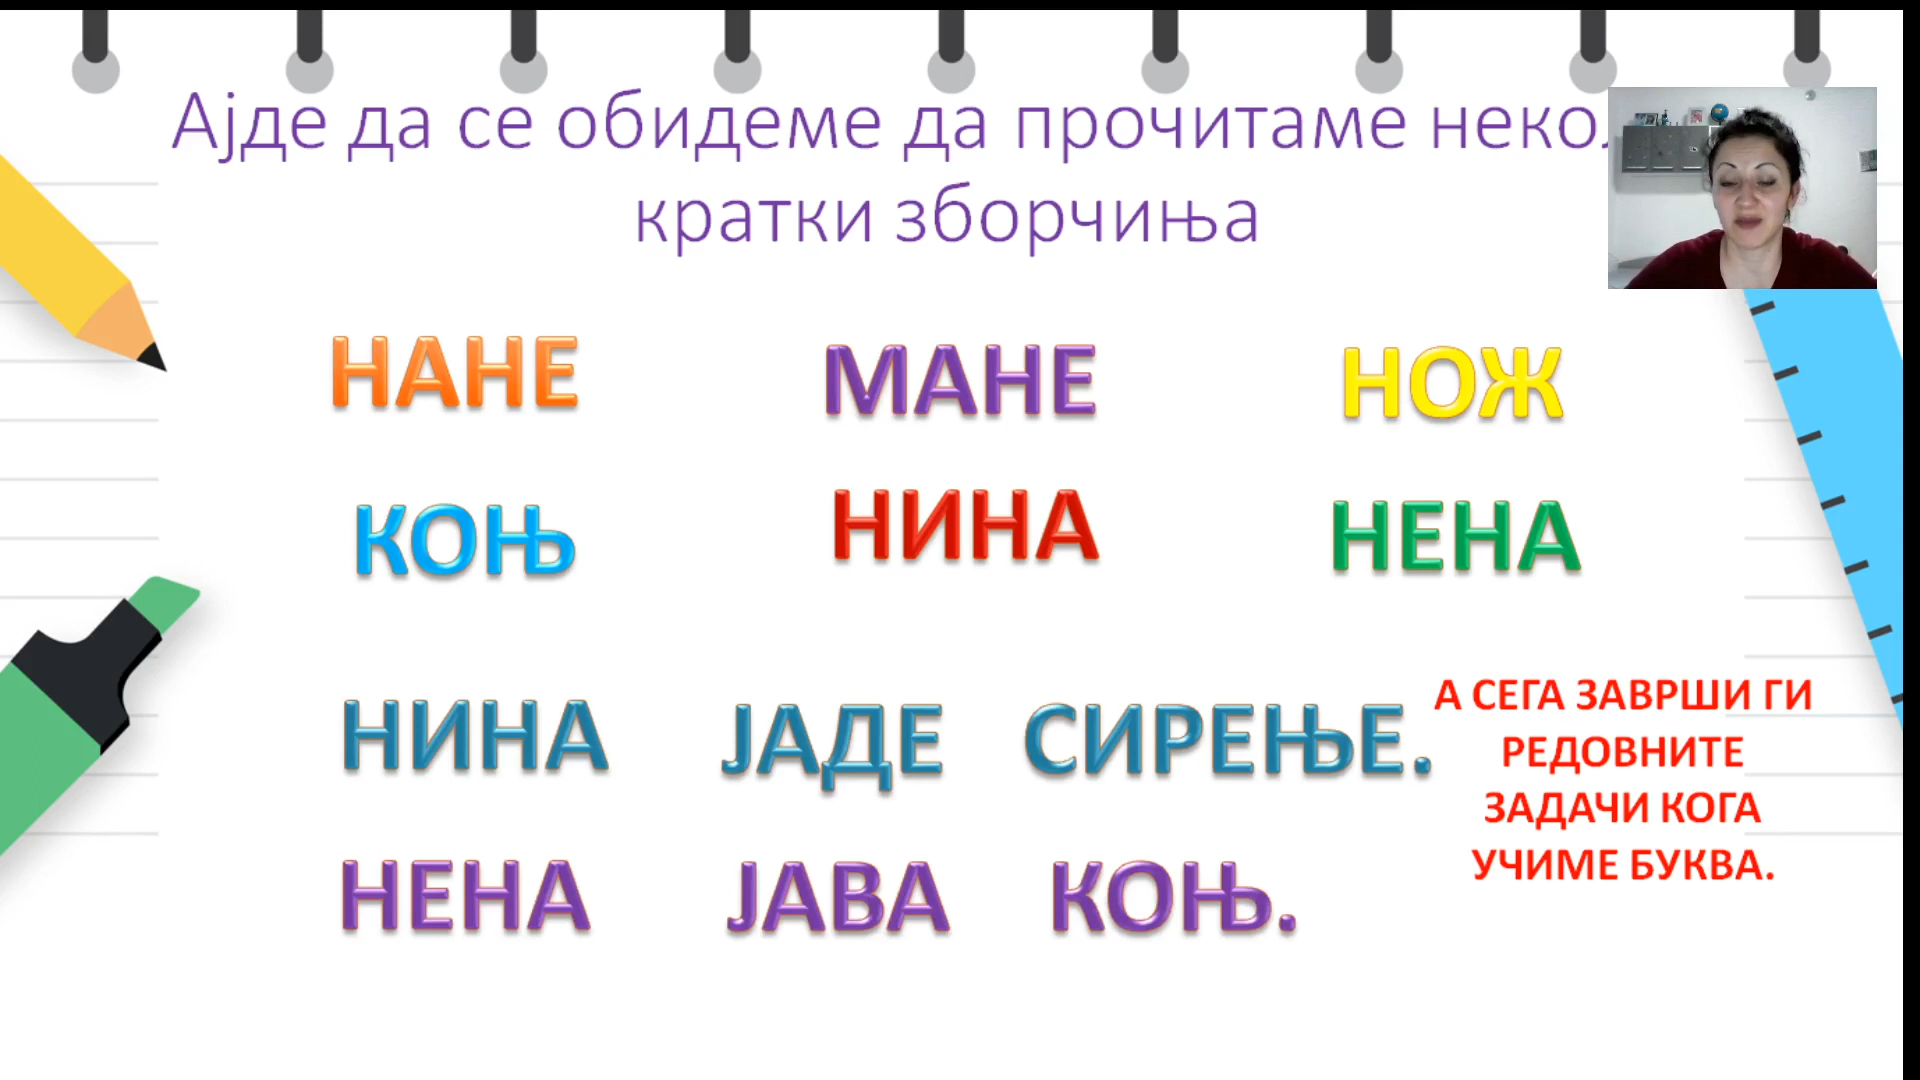 Ајде да се обидеме да прочитаме
кратки зборчиња
НАНЕ МАНЕ НОЖ
КОЊ НИНА НЕНА
НИНА ЈАДЕ СИРЕЊЕ.
НЕНА ЈАВА КОЊ.
А СЕГА ЗАВРШИ ГИ
РЕДОВНИТЕ
ЗАДАЧИ КОГА
УЧИМЕ БУКВА.